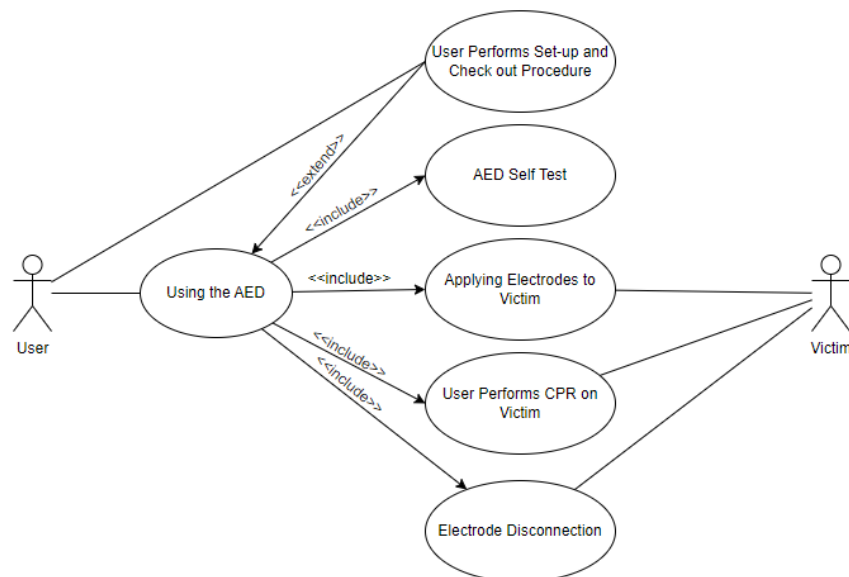 User Performs Set-up and
Check out Procedure
<<extend>>
AED Self Test
<<include>>
Using the AED
<<include>>
Applying Electrodes to
Victim
User
Victim
<<include>>
User Performs CPR on
Victim
<<include>>
Electrode Disconnection